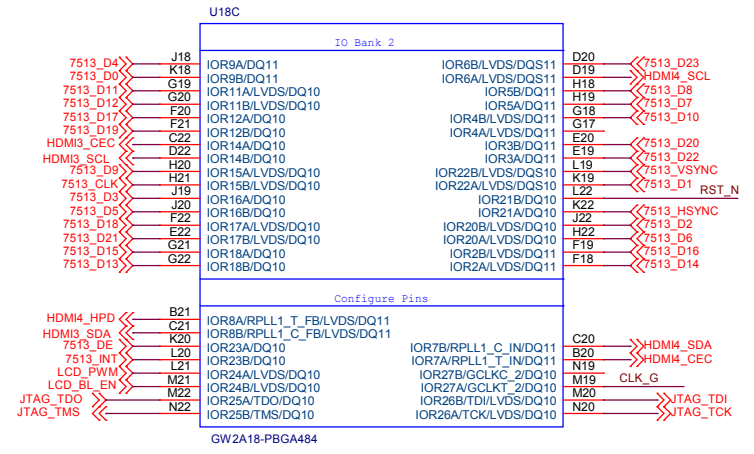 U18C
IO Bank 2
7513_D4 J18 IOR9A/DQ11 IOR6B/LVDS/DQS11 D20 7513_D23
7513_D0 K18 IOR9B/DQ11 IOR6A/LVDS/DQS11 D19 HDMI4_SCL
7513_D11 G19 IOR11A/LVDS/DQ10 IOR5B/DQ11 H18 7513_D8
7513_D12 G20 IOR11B/LVDS/DQ10 IOR5A/DQ11 H19 7513_D7
7513_D17 F20 IOR12A/DQ10 IOR4B/LVDS/DQ11 G18 7513_D10
7513_D19 F21 IOR12B/DQ10 IOR4A/LVDS/DQ11 G17
HDMI3_CEC C22 IOR14A/DQ10 IOR3B/DQ11 E20 7513_D20
HDMI3_SCL D22 IOR14B/DQ10 IOR3A/DQ11 E19 7513_D22
7513_D9 H20 IOR15A/LVDS/DQ10 IOR22B/LVDS/DQS10 L19 7513_VSYNC
7513_CLK H21 IOR15B/LVDS/DQ10 IOR22A/LVDS/DQS10 K19 7513_D1
7513_D3 J19 IOR16A/DQ10 IOR21B/DQ10 L22 RST_N
7513_D5 J20 IOR16B/DQ10 IOR21A/DQ10 K22 7513_HSYNC
7513_D18 F22 IOR17A/LVDS/DQ10 IOR20B/LVDS/DQ10 J22 7513_D2
7513_D21 E22 IOR17B/LVDS/DQ10 IOR20A/LVDS/DQ10 H22 7513_D6
7513_D15 G21 IOR18A/DQ10 IOR2B/LVDS/DQ11 F19 7513_D16
7513_D13 G22 IOR18B/DQ10 IOR2A/LVDS/DQ11 F18 7513_D14
Configure Pins
HDMI4_HPD B21 IOR8A/RPLL1_T_FB/LVDS/DQ11
HDMI3_SDA C21 IOR8B/RPLL1_C_FB/LVDS/DQ11
7513_DE K20 IOR23A/DQ10 IOR7B/RPLL1_C_IN/DQ11 C20 HDMI4_SDA
7513_INT L20 IOR23B/DQ10 IOR7A/RPLL1_T_IN/DQ11 B20 HDMI4_CEC
LCD_PWM L21 IOR24A/LVDS/DQ10 IOR27B/GCLKC_2/DQ10 N19
LCD_BL_EN M21 IOR24B/LVDS/DQ10 IOR27A/GCLKT_2/DQ10 M19 CLK_G
JTAG_TDO M22 IOR25A/TDO/DQ10 IOR26B/TDI/LVDS/DQ10 M20 JTAG_TDI
JTAG_TMS N22 IOR25B/TMS/DQ10 IOR26A/TCK/LVDS/DQ10 N20 JTAG_TCK
GW2A18-PBGA484